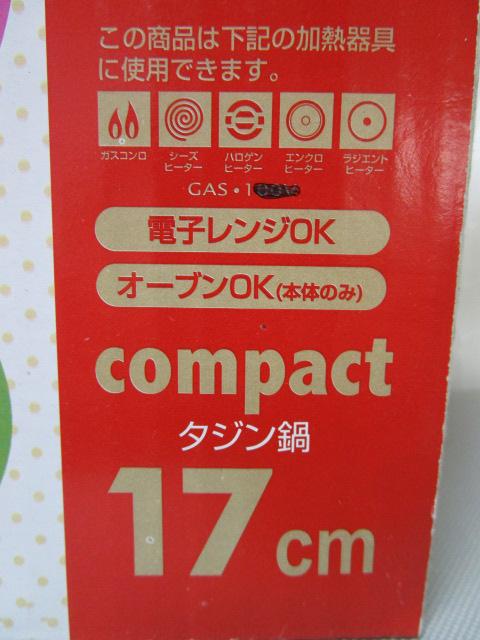 この商品は下記の加熱器具
に使用できます。
ガスコンロ
シーズ
ヒーター
ハロゲン
ヒーター
エンクロ
ヒーター
ラジエント
ヒーター
GAS・1
電子レンジOK
オーブンOK(本体のみ)
compact
タジン鍋
17cm